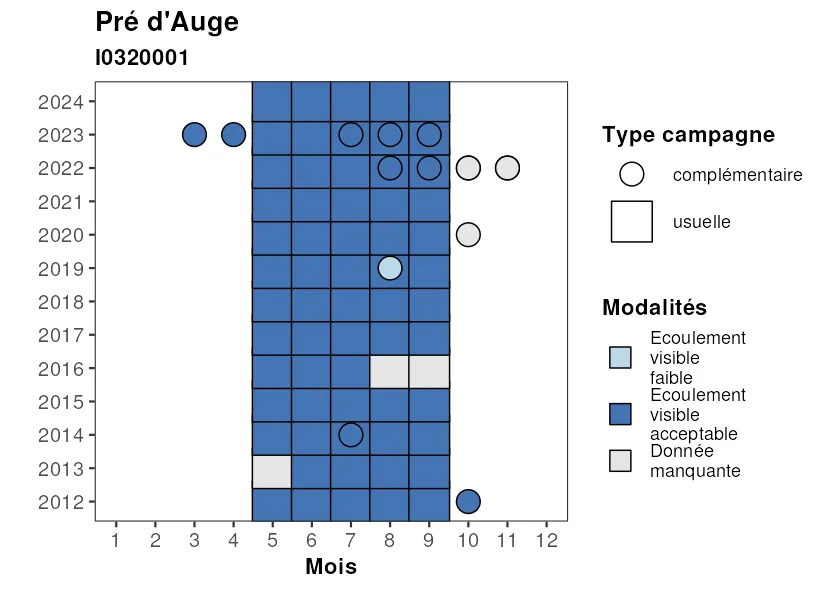 Pré d'Auge
I0320001
2024
2023
2022
2021
2020
2019
2018
2017
2016
2015
2014
2013
2012
1 2 3 4 5 6 7 8 9 10 11 12
Mois
Type campagne
complémentaire
usuelle
Modalités
Ecoulement
visible
faible
Ecoulement
visible
acceptable
Donnée
manquante